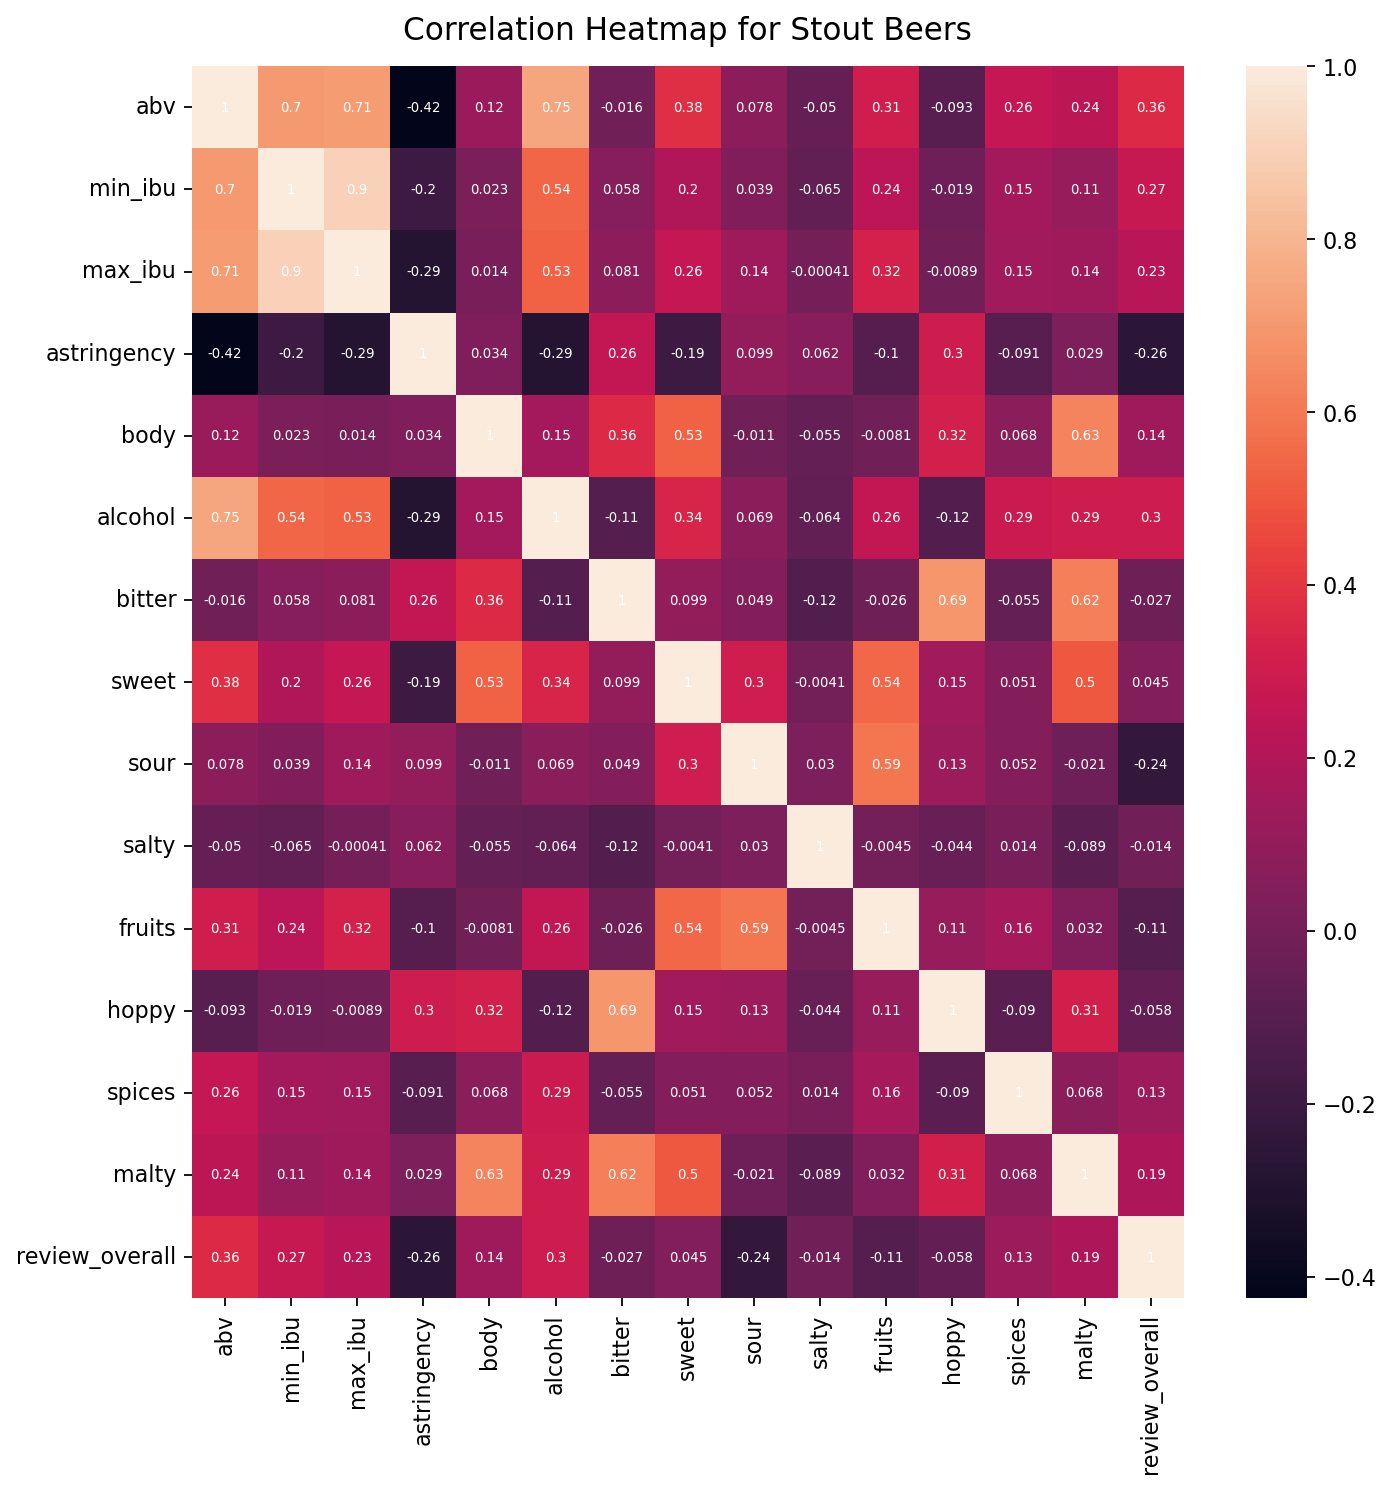 Correlation Heatmap for Stout Beers
abv 1 0.7 0.71 -0.42 0.12 0.75 -0.016 0.38 0.078 -0.05 0.31 -0.093 0.26 0.24 0.36
min_ibu 0.7 1 0.9 -0.2 0.023 0.54 0.058 0.2 0.039 -0.065 0.24 -0.019 0.15 0.11 0.27
max_ibu 0.71 0.9 1 -0.29 0.014 0.53 0.081 0.26 0.14 -0.00041 0.32 -0.0089 0.15 0.14 0.23
astringency -0.42 -0.2 -0.29 1 0.034 -0.29 0.26 -0.19 0.099 0.062 -0.1 0.3 -0.091 0.029 -0.26
body 0.12 0.023 0.014 0.034 1 0.15 0.36 0.53 -0.011 -0.055 -0.0081 0.32 0.068 0.63 0.14
alcohol 0.75 0.54 0.53 -0.29 0.15 1 -0.11 0.34 0.069 -0.064 0.26 -0.12 0.29 0.29 0.3
bitter -0.016 0.058 0.081 0.26 0.36 -0.11 1 0.099 0.049 -0.12 -0.026 0.69 -0.055 0.62 -0.027
sweet 0.38 0.2 0.26 -0.19 0.53 0.34 0.099 1 0.3 -0.0041 0.54 0.15 0.051 0.5 0.045
sour 0.078 0.039 0.14 0.099 -0.011 0.069 0.049 0.3 1 0.03 0.59 0.13 0.052 -0.021 -0.24
salty -0.05 -0.065 -0.00041 0.062 -0.055 -0.064 -0.12 -0.0041 0.03 1 -0.0045 -0.044 0.014 -0.089 -0.014
fruits 0.31 0.24 0.32 -0.1 -0.0081 0.26 -0.026 0.54 0.59 -0.0045 1 0.11 0.16 0.032 -0.11
hoppy -0.093 -0.019 -0.0089 0.3 0.32 -0.12 0.69 0.15 0.13 -0.044 0.11 1 -0.09 0.31 -0.058
spices 0.26 0.15 0.15 -0.091 0.068 0.29 -0.055 0.051 0.052 0.014 0.16 -0.09 1 0.068 0.13
malty 0.24 0.11 0.14 0.029 0.63 0.29 0.62 0.5 -0.021 -0.089 0.032 0.31 0.068 1 0.19
review_overall 0.36 0.27 0.23 -0.26 0.14 0.3 -0.027 0.045 -0.24 -0.014 -0.11 -0.058 0.13 0.19 1
abv min_ibu max_ibu astringency body alcohol bitter sweet sour salty fruits hoppy spices malty review_overall
1.0
0.8
0.6
0.4
0.2
0.0
−0.2
−0.4